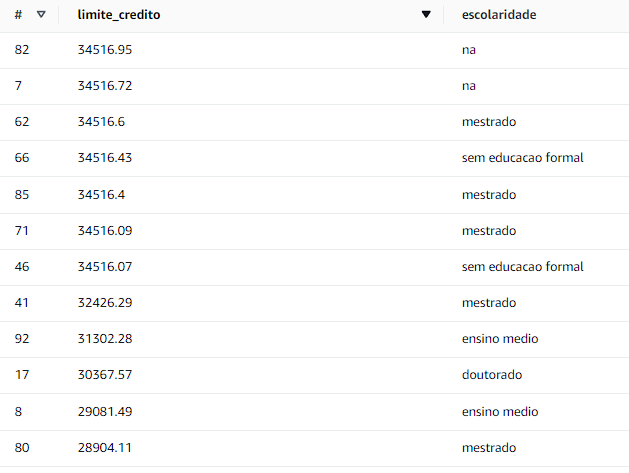 # limite_credito escolaridade
82 34516.95 na
7 34516.72 na
62 34516.6 mestrado
66 34516.43 sem educacao formal
85 34516.4 mestrado
71 34516.09 mestrado
46 34516.07 sem educacao formal
41 32426.29 mestrado
92 31302.28 ensino medio
17 30367.57 doutorado
8 29081.49 ensino medio
80 28904.11 mestrado